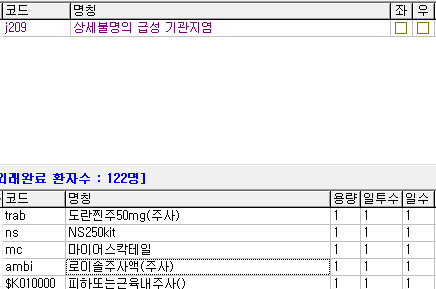 코드 명칭 좌 우
j209 상세불명의 급성 기관지염
외래완료 환자수 : 122명]
코드 명칭 용량 일투수 일수
trab 도란찐주50mg(주사) 1 1 1
ns NS250kit 1 1 1
mc 마이어스칵테일 1 1 1
ambi 로이솔주사액(주사) 1 1 1
$K010000 피하또는근육내주사() 1 1 1